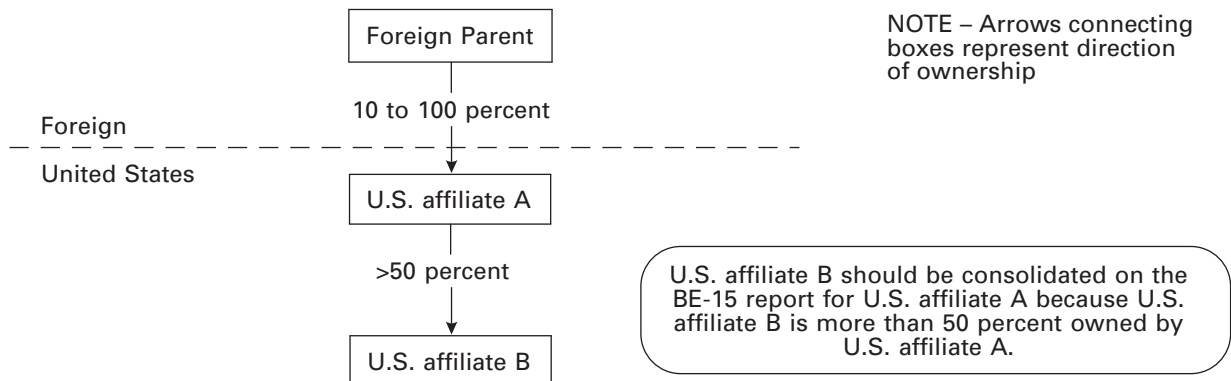 Foreign Parent
NOTE – Arrows connecting
boxes represent direction
of ownership
10 to 100 percent
Foreign
United States
U.S. affiliate A
>50 percent
U.S. affiliate B should be consolidated on the
BE-15 report for U.S. affiliate A because U.S.
affiliate B is more than 50 percent owned by
U.S. affiliate A.
U.S. affiliate B